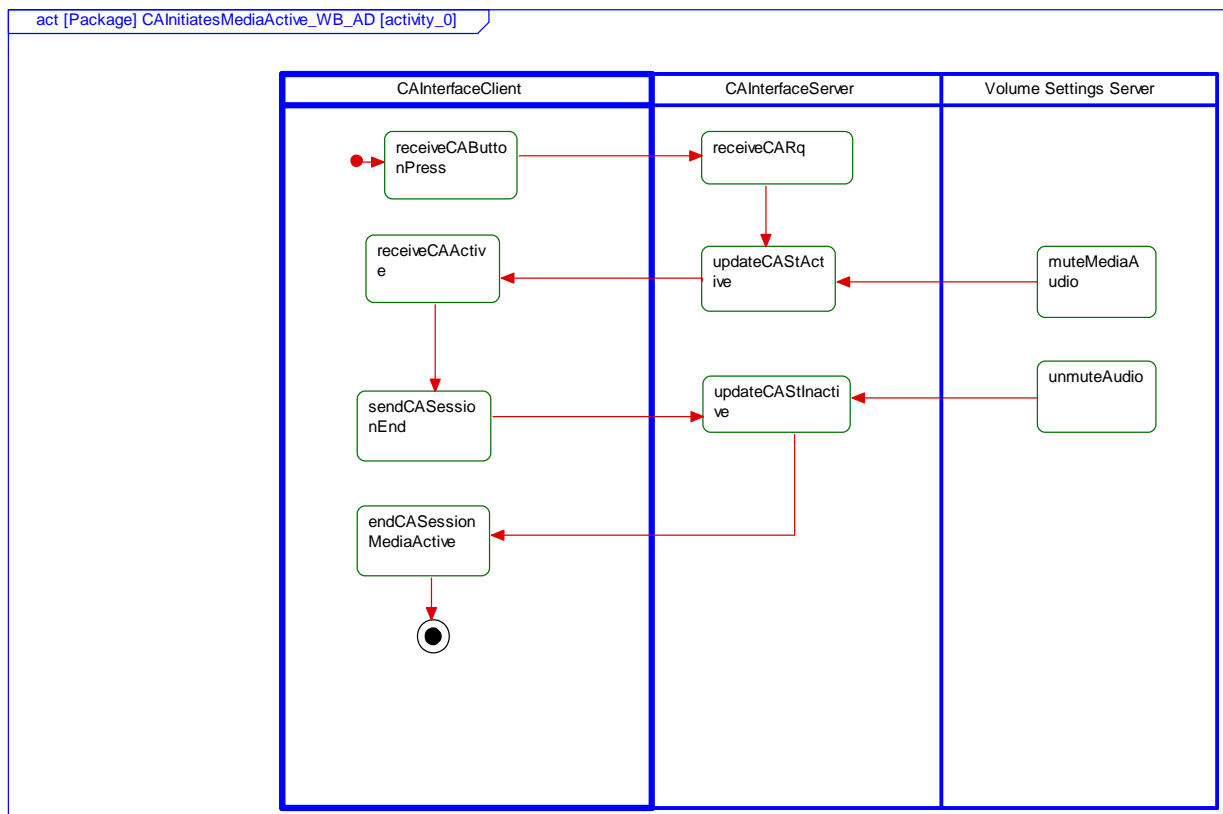 act [Package] CAInitiatesMediaActive_WB_AD [activity_0]
CAInterfaceClient
CAInterfaceServer
Volume Settings Server
receiveCAButto
nPress
receiveCARq
receiveCAActiv
e
updateCAStAct
ive
muteMediaA
udio
sendCASessio
nEnd
updateCAStInacti
ve
unmuteAudio
endCASession
MediaActive